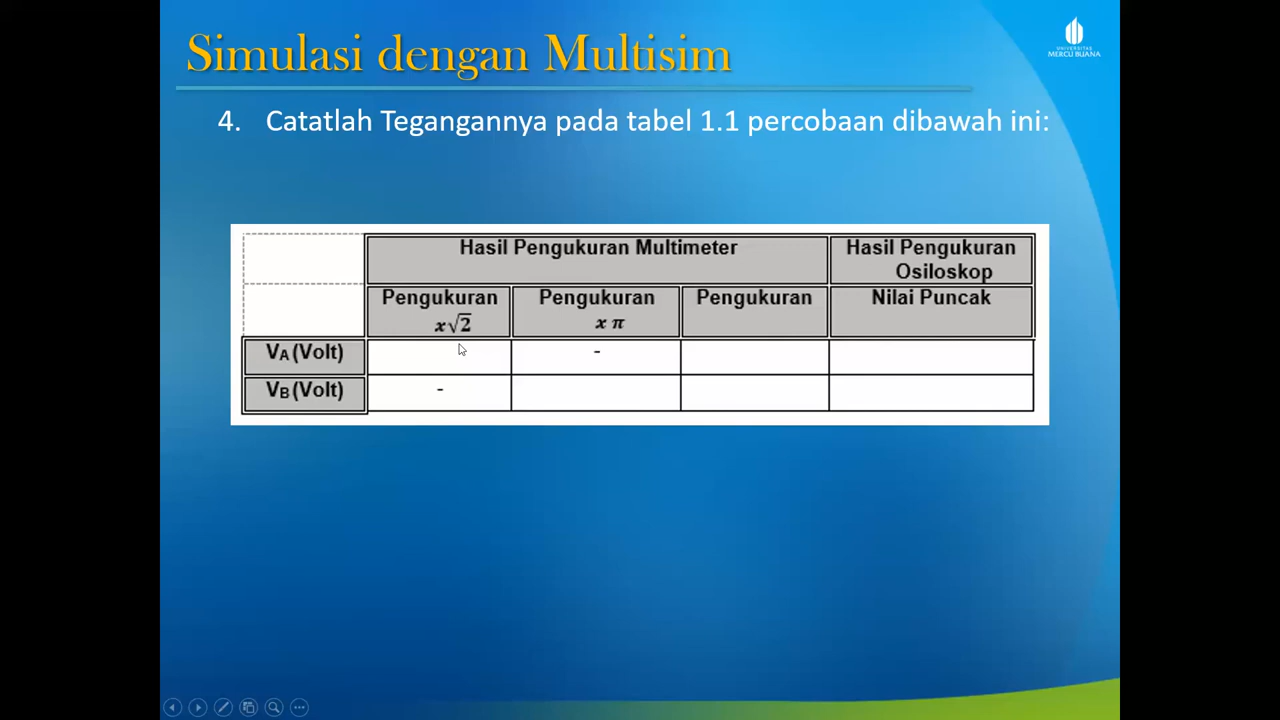 Simulasi dengan Multisim
UNIVERSITAS
MERCU BUANA
4. Catatlah Tegangannya pada tabel 1.1 percobaan dibawah ini:
Hasil Pengukuran Multimeter
Hasil Pengukuran
Osiloskop
Pengukuran
x√2
Pengukuran
x π
Pengukuran
Nilai Puncak
VA (Volt)
-
VB (Volt)
-